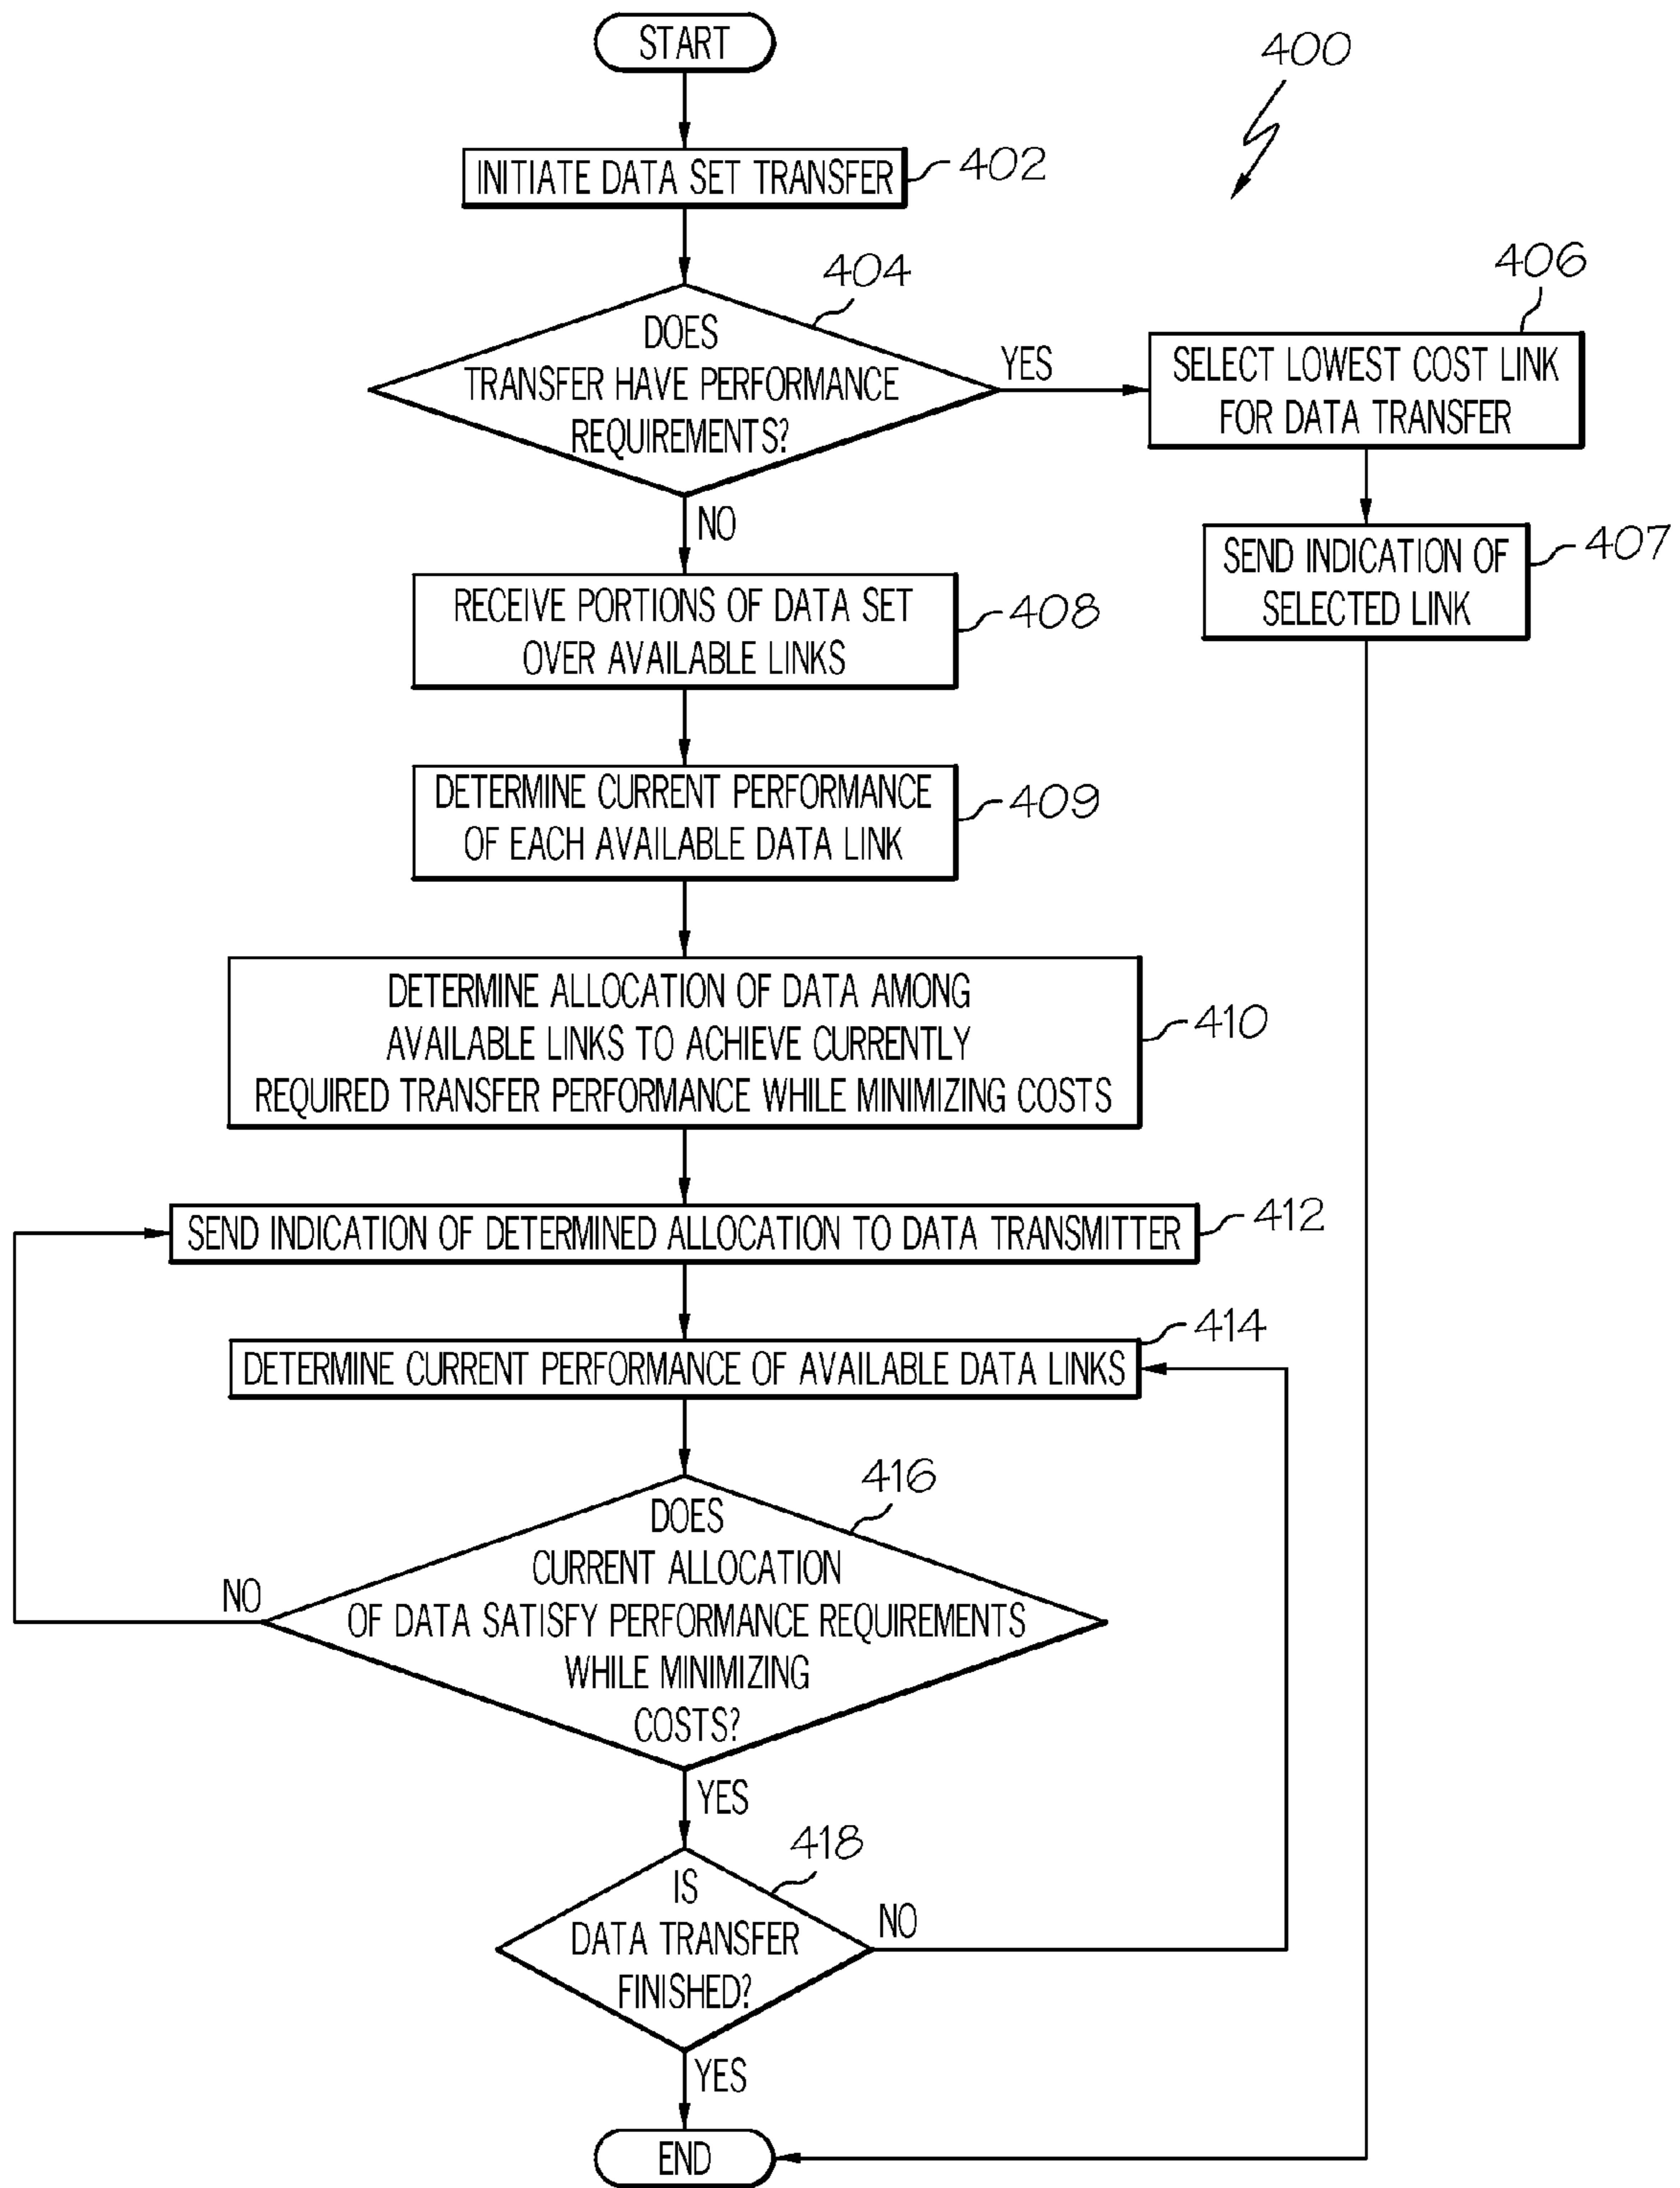 START
400
INITIATE DATA SET TRANSFER
402
404
DOES
TRANSFER HAVE PERFORMANCE
REQUIREMENTS?
YES
406
SELECT LOWEST COST LINK
FOR DATA TRANSFER
NO
SEND INDICATION OF
SELECTED LINK
407
RECEIVE PORTIONS OF DATA SET
OVER AVAILABLE LINKS
408
DETERMINE CURRENT PERFORMANCE
OF EACH AVAILABLE DATA LINK
409
DETERMINE ALLOCATION OF DATA AMONG
AVAILABLE LINKS TO ACHIEVE CURRENTLY
REQUIRED TRANSFER PERFORMANCE WHILE MINIMIZING COSTS
410
SEND INDICATION OF DETERMINED ALLOCATION TO DATA TRANSMITTER
412
DETERMINE CURRENT PERFORMANCE OF AVAILABLE DATA LINKS
414
416
DOES
CURRENT ALLOCATION
OF DATA SATISFY PERFORMANCE REQUIREMENTS
WHILE MINIMIZING
COSTS?
NO
YES
418
IS
DATA TRANSFER
FINISHED?
NO
YES
END